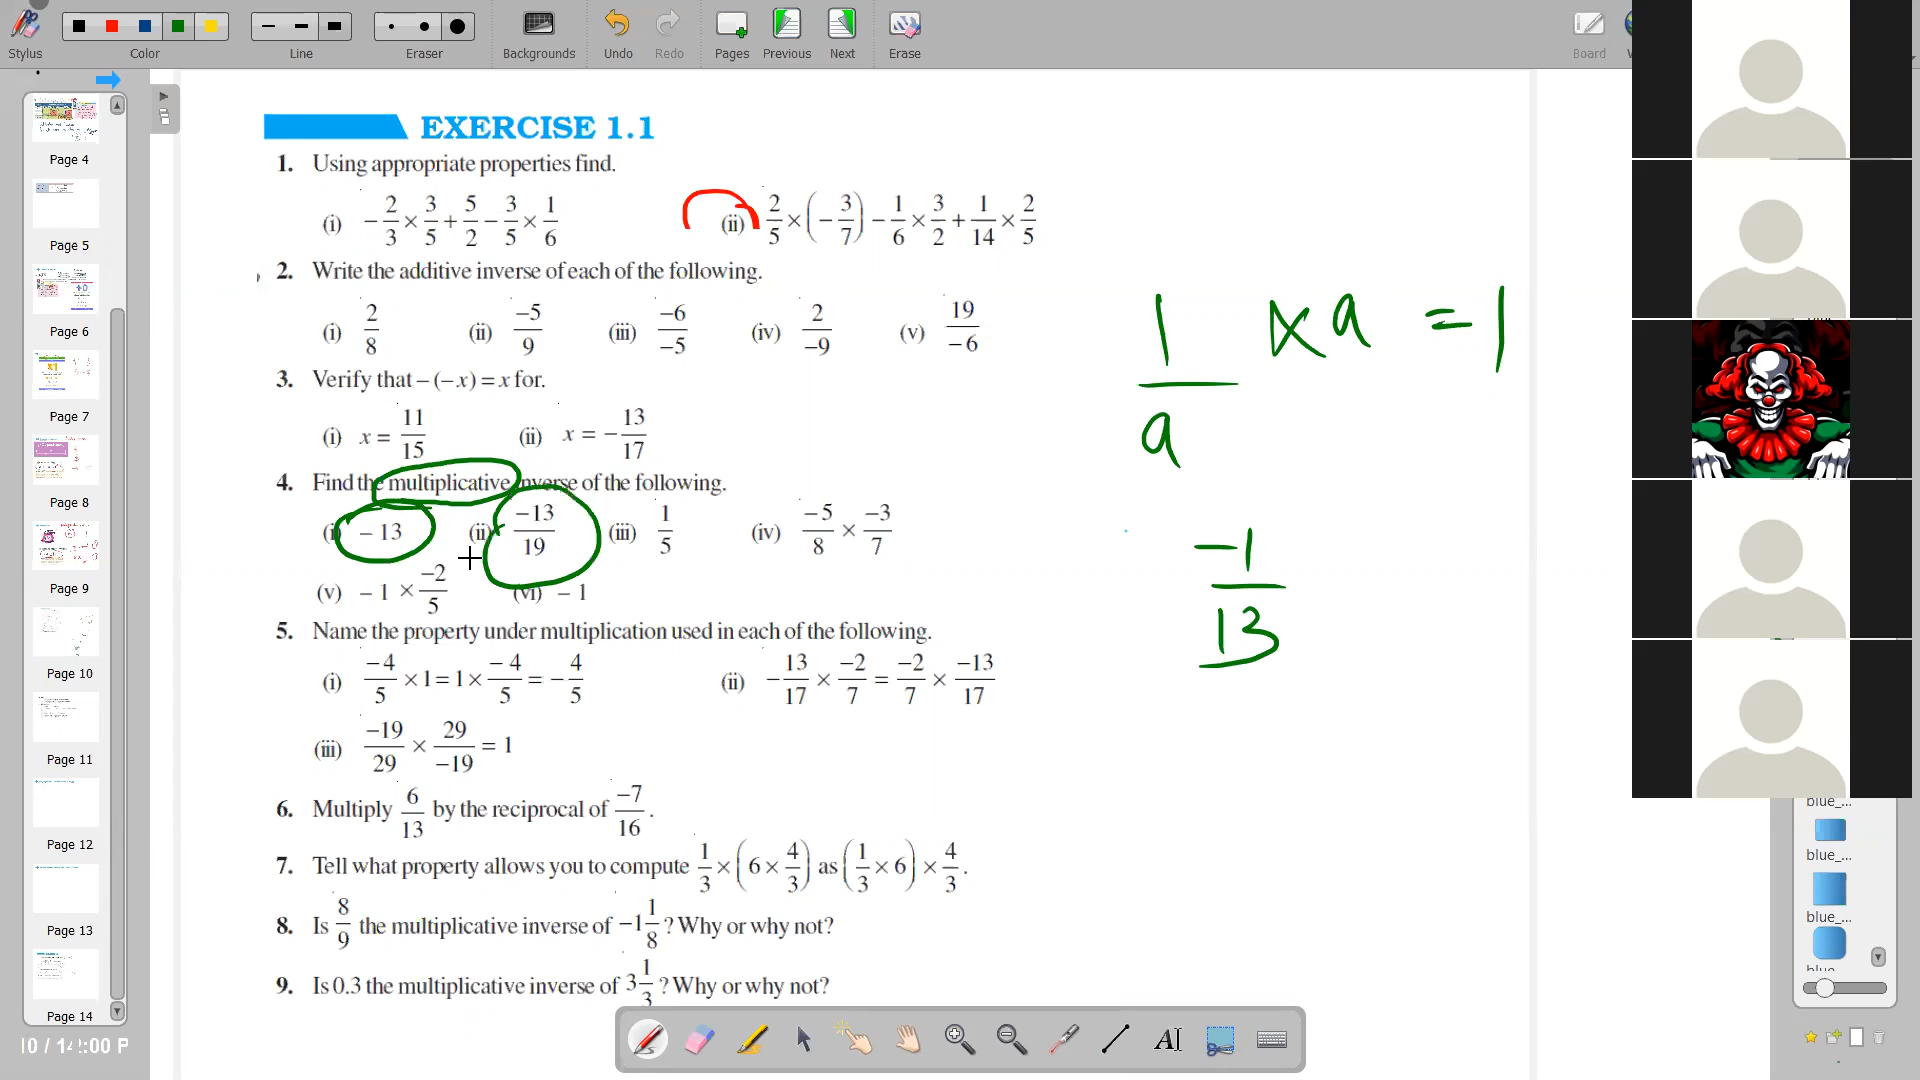 Stylus Color Line Eraser Backgrounds Undo Redo Pages Previous Next Erase Board
Page 4
Page 5
Page 6
Page 7
Page 8
Page 9
Page 10
Page 11
Page 12
Page 13
Page 14
EXERCISE 1.1
1. Using appropriate properties find.
(i) −2/3 × 3/5 + 5/2 − 3/5 × 1/6 (ii) 2/5 × (−3/7) − 1/6 × 3/2 + 1/14 × 2/5
2. Write the additive inverse of each of the following.
(i) 2/8 (ii) −5/9 (iii) −6/−5 (iv) 2/−9 (v) 19/−6
3. Verify that – (– x) = x for.
(i) x = 11/15 (ii) x = −13/17
4. Find the multiplicative inverse of the following.
(i) – 13 (ii) −13/19 (iii) 1/5 (iv) −5/8 × −3/7
(v) – 1 × −2/5 (vi) – 1
5. Name the property under multiplication used in each of the following.
(i) −4/5 × 1 = 1 × −4/5 = −4/5 (ii) −13/17 × −2/7 = −2/7 × −13/17
(iii) −19/29 × 29/−19 = 1
6. Multiply 6/13 by the reciprocal of −7/16.
7. Tell what property allows you to compute 1/3 × (6 × 4/3) as (1/3 × 6) × 4/3.
8. Is 8/9 the multiplicative inverse of −1 1/8? Why or why not?
9. Is 0.3 the multiplicative inverse of 3 1/3? Why or why not?
1/a × a = 1
−1/13
blue_...
blue_...
blue_...